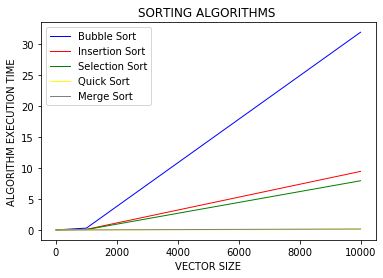 SORTING ALGORITHMS
Bubble Sort
Insertion Sort
Selection Sort
Quick Sort
Merge Sort
ALGORITHM EXECUTION TIME
30
25
20
15
10
5
0
0 2000 4000 6000 8000 10000
VECTOR SIZE